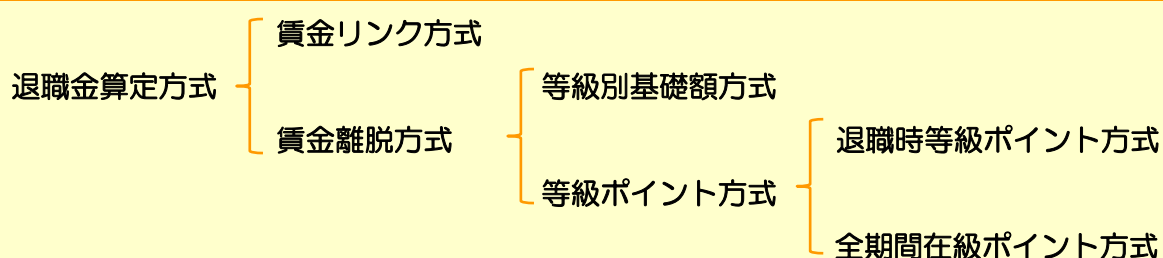 賃金リンク方式
退職金算定方式
等級別基礎額方式
賃金離脱方式
退職時等級ポイント方式
等級ポイント方式
全期間在級ポイント方式